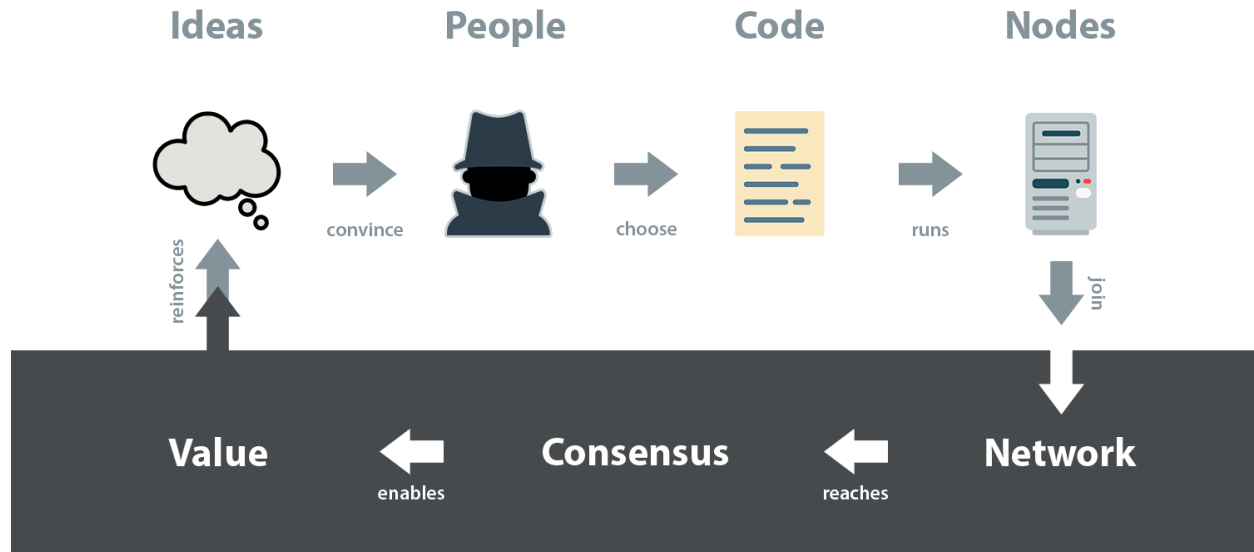 Ideas
People
Code
Nodes
convince
choose
runs
join
reinforces
Value
Consensus
Network
enables
reaches